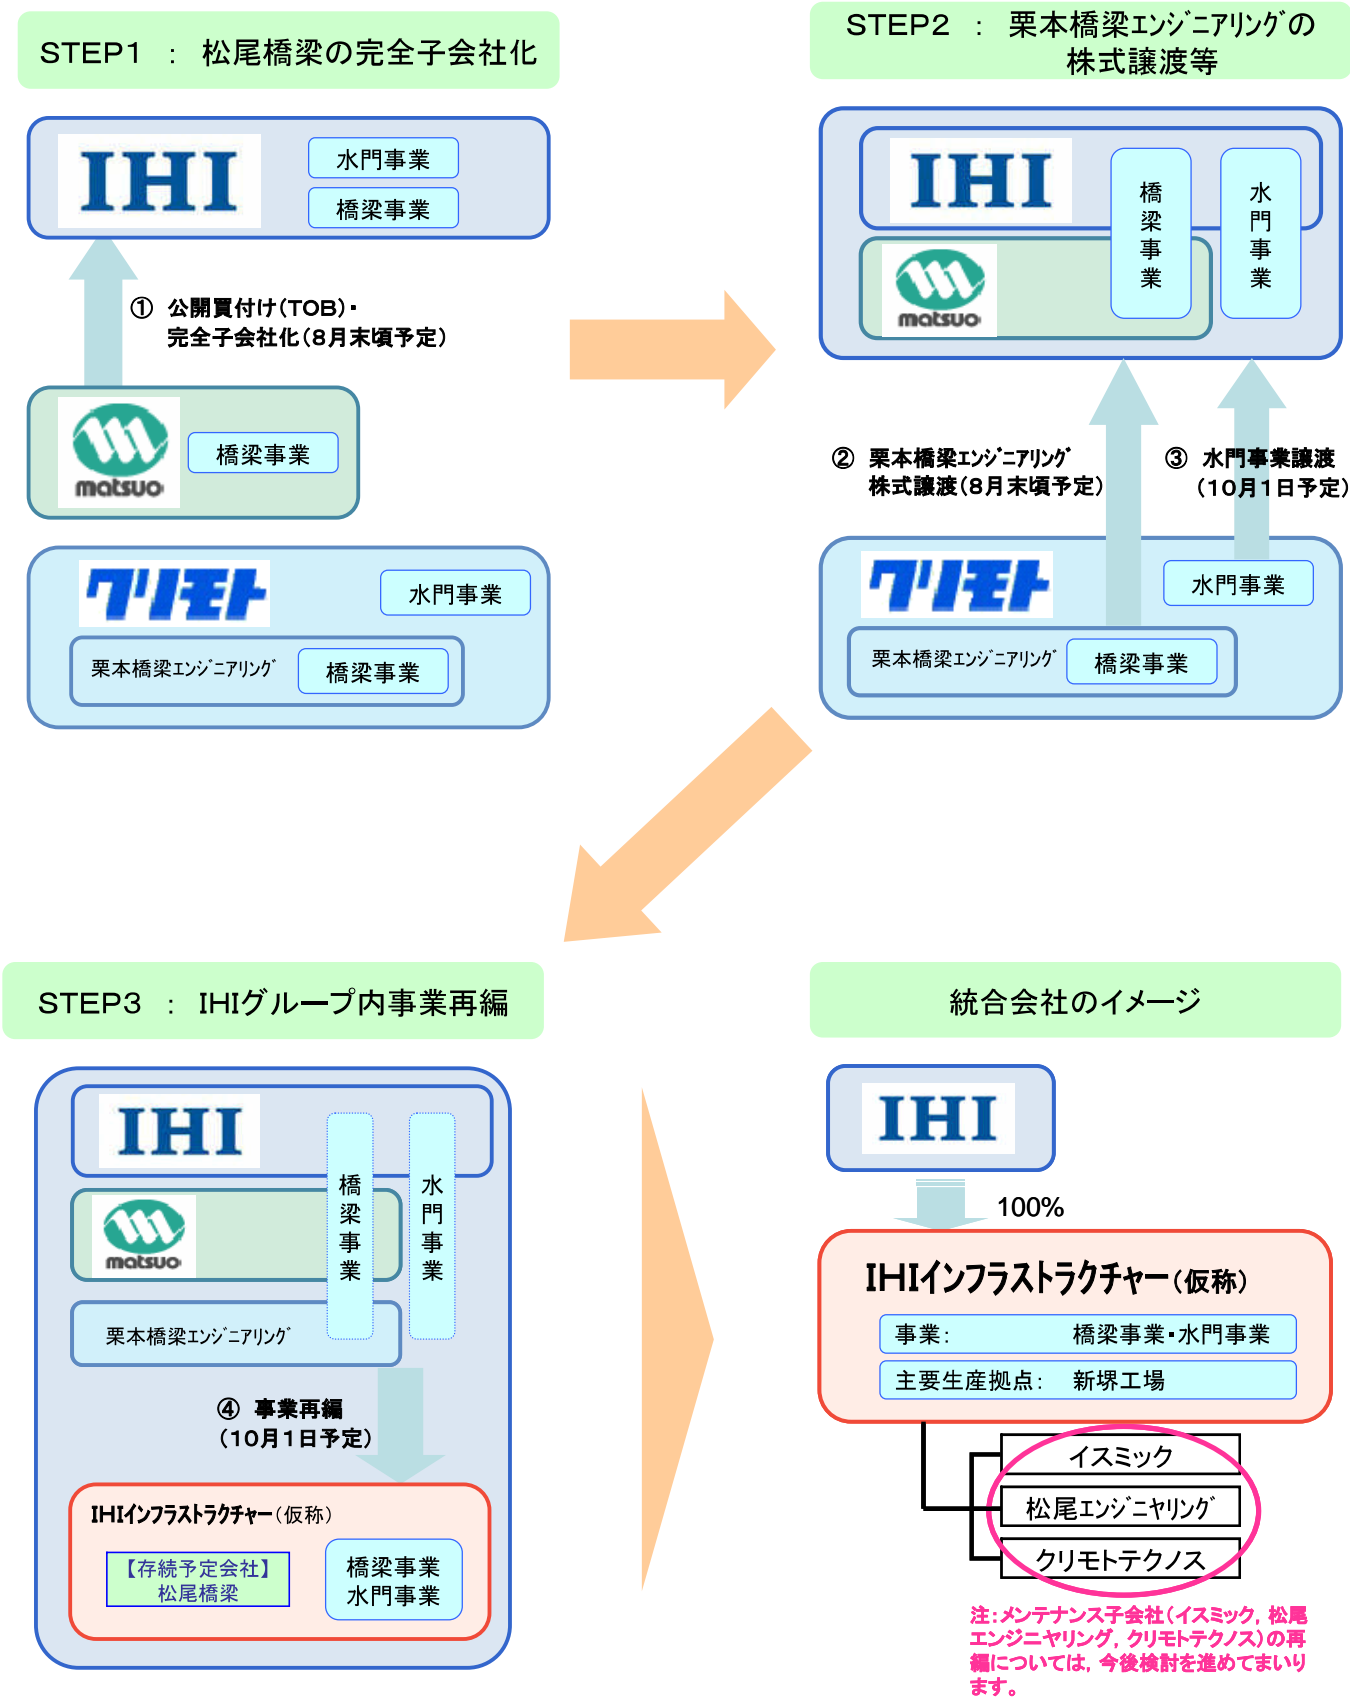 STEP1 : 松尾橋梁の完全子会社化
IHI
水門事業
橋梁事業
① 公開買付け(TOB)・
完全子会社化(8月末頃予定)
matsuo
橋梁事業
クリモト
水門事業
栗本橋梁ｴﾝｼﾞﾆｱﾘﾝｸﾞ
橋梁事業
STEP2 : 栗本橋梁ｴﾝｼﾞﾆｱﾘﾝｸﾞの
株式譲渡等
IHI
橋梁事業
水門事業
matsuo
② 栗本橋梁ｴﾝｼﾞﾆｱﾘﾝｸﾞ
株式譲渡(8月末頃予定)
③ 水門事業譲渡
(10月1日予定)
クリモト
水門事業
栗本橋梁ｴﾝｼﾞﾆｱﾘﾝｸﾞ
橋梁事業
STEP3 : IHIグループ内事業再編
IHI
橋梁事業
水門事業
matsuo
栗本橋梁ｴﾝｼﾞﾆｱﾘﾝｸﾞ
④ 事業再編
(10月1日予定)
IHIインフラストラクチャー(仮称)
【存続予定会社】
松尾橋梁
橋梁事業
水門事業
統合会社のイメージ
IHI
100%
IHIインフラストラクチャー(仮称)
事業: 橋梁事業・水門事業
主要生産拠点: 新堺工場
イスミック
松尾ｴﾝｼﾞﾆﾔﾘﾝｸﾞ
クリモトテクノス
注:メンテナンス子会社(イスミック, 松尾
エンジニヤリング, クリモトテクノス)の再
編については, 今後検討を進めてまいり
ます。